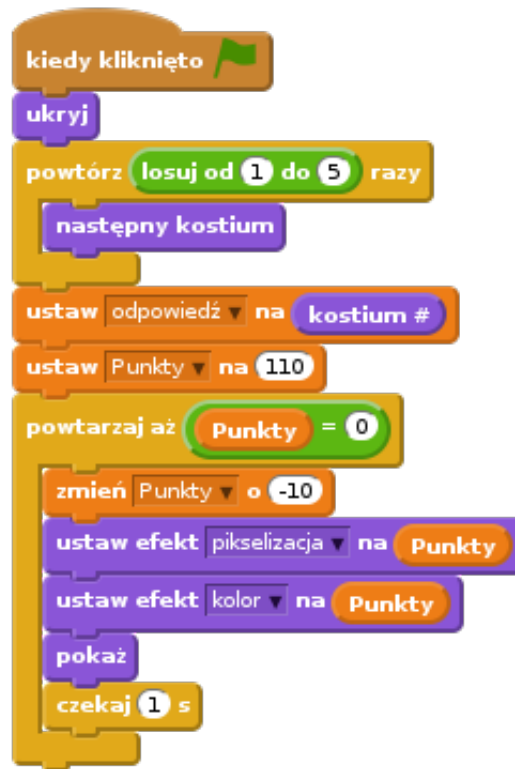 kiedy kliknięto
ukryj
powtórz losuj od 1 do 5 razy
następny kostium
ustaw odpowiedź na kostium #
ustaw Punkty na 110
powtarzaj aż Punkty = 0
zmień Punkty o -10
ustaw efekt pikselizacja na Punkty
ustaw efekt kolor na Punkty
pokaż
czekaj 1 s